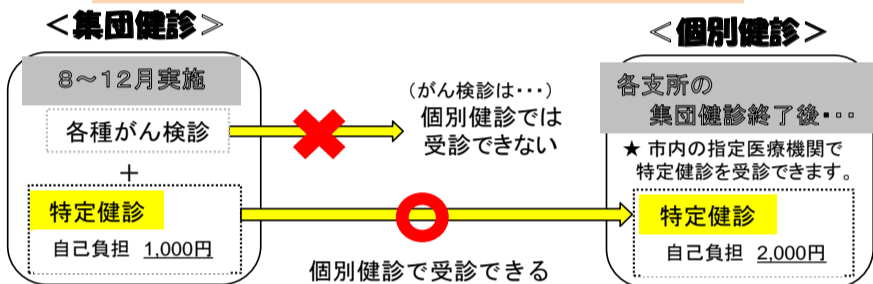 ＜集団健診＞
8～12月実施
各種がん検診
＋
特定健診
自己負担 1,000円
（がん検診は・・・）
個別健診では
受診できない
個別健診で受診できる
＜個別健診＞
各支所の
集団健診終了後・・・
★ 市内の指定医療機関で
特定健診を受診できます。
特定健診
自己負担 2,000円